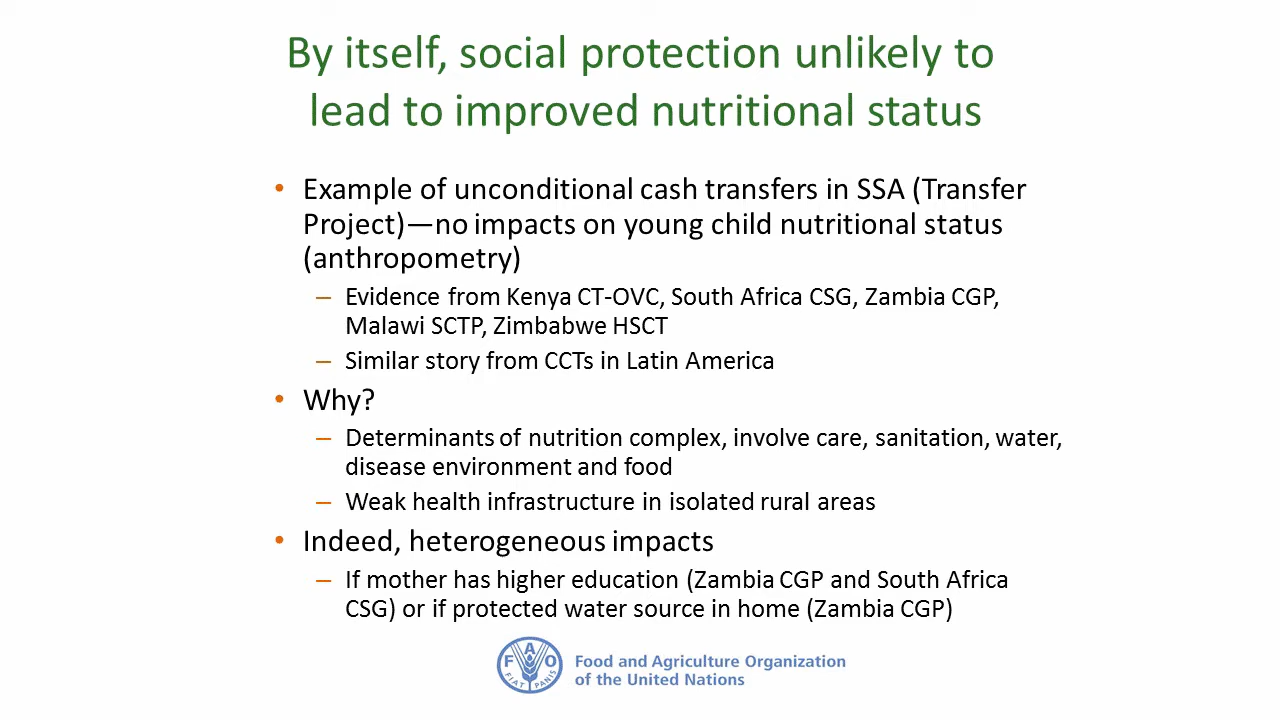 By itself, social protection unlikely to
lead to improved nutritional status
• Example of unconditional cash transfers in SSA (Transfer
Project)—no impacts on young child nutritional status
(anthropometry)
– Evidence from Kenya CT-OVC, South Africa CSG, Zambia CGP,
Malawi SCTP, Zimbabwe HSCT
– Similar story from CCTs in Latin America
• Why?
– Determinants of nutrition complex, involve care, sanitation, water,
disease environment and food
– Weak health infrastructure in isolated rural areas
• Indeed, heterogeneous impacts
– If mother has higher education (Zambia CGP and South Africa
CSG) or if protected water source in home (Zambia CGP)
F A O
FIAT PANIS
Food and Agriculture Organization
of the United Nations